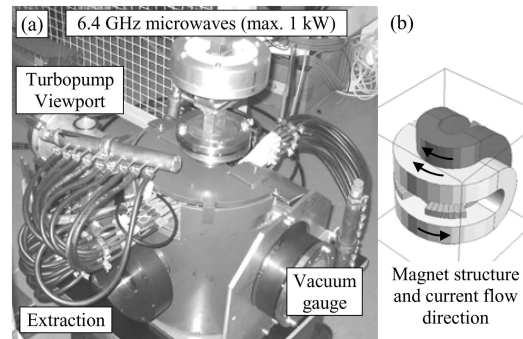 (a)
6.4 GHz microwaves (max. 1 kW)
(b)
Turbopump
Viewport
Vacuum
gauge
Extraction
Magnet structure
and current flow
direction